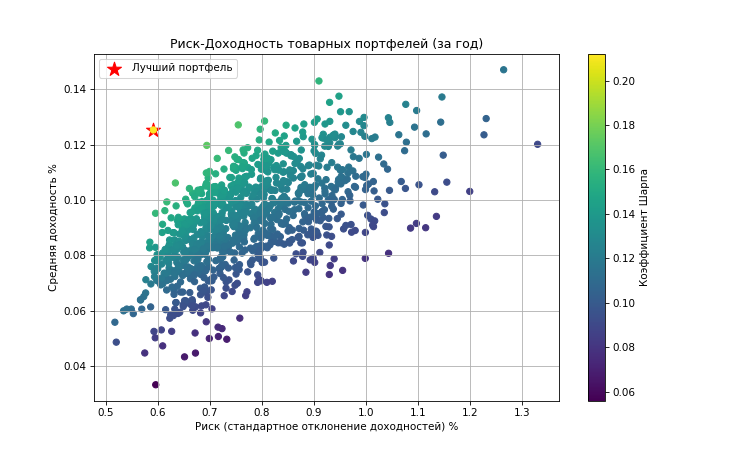 Риск-Доходность товарных портфелей (за год)
Лучший портфель
Средняя доходность %
0.14
0.12
0.10
0.08
0.06
0.04
0.5 0.6 0.7 0.8 0.9 1.0 1.1 1.2 1.3
Риск (стандартное отклонение доходностей) %
0.20
0.18
0.16
0.14
0.12
0.10
0.08
0.06
Коэффициент Шарпа